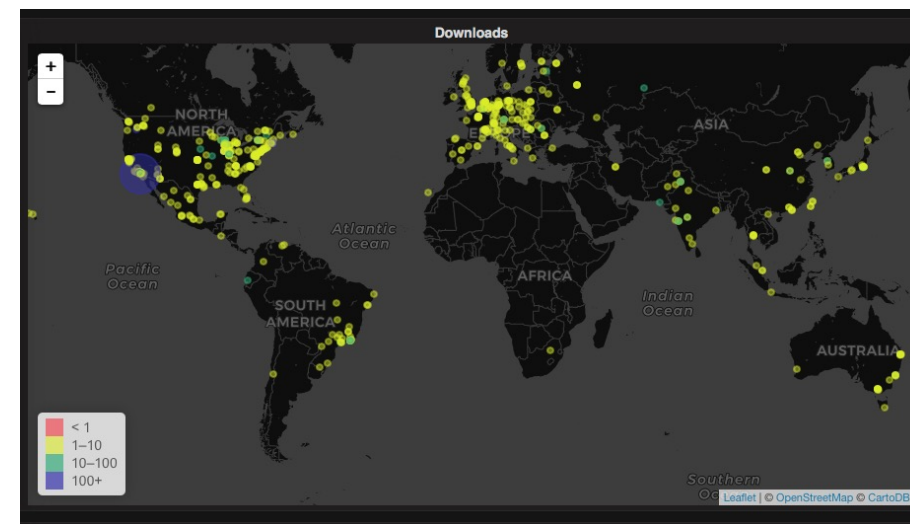 Downloads
+
−
NORTH
AMERICA
ASIA
Atlantic
Ocean
Pacific
Ocean
AFRICA
Indian
Ocean
SOUTH
AMERICA
AUSTRALIA
< 1
1–10
10–100
100+
Southern
Leaflet | © OpenStreetMap © CartoDB